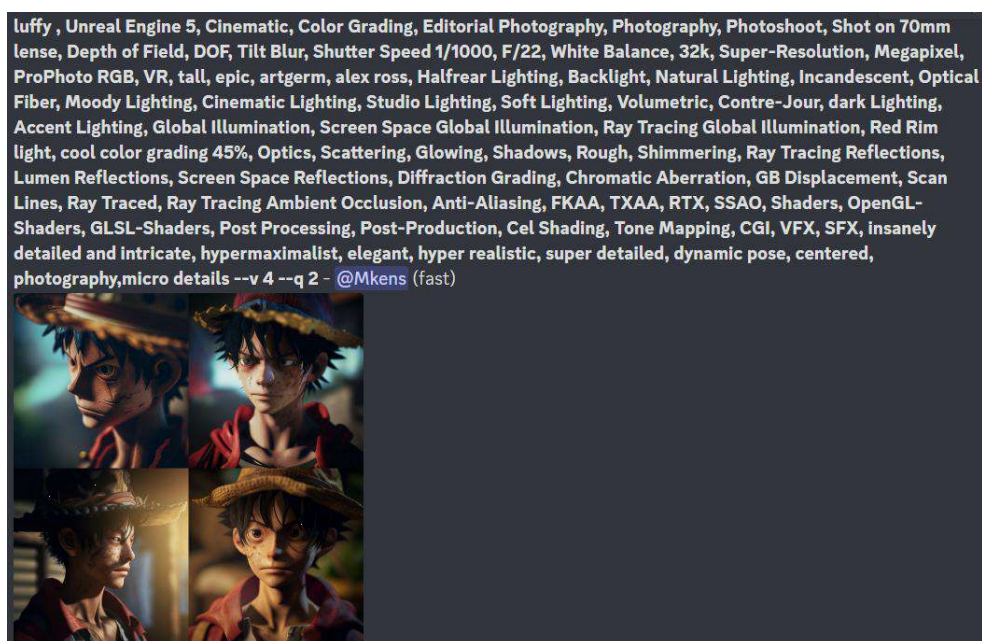 luffy , Unreal Engine 5, Cinematic, Color Grading, Editorial Photography, Photography, Photoshoot, Shot on 70mm
lense, Depth of Field, DOF, Tilt Blur, Shutter Speed 1/1000, F/22, White Balance, 32k, Super-Resolution, Megapixel,
ProPhoto RGB, VR, tall, epic, artgerm, alex ross, Halfrear Lighting, Backlight, Natural Lighting, Incandescent, Optical
Fiber, Moody Lighting, Cinematic Lighting, Studio Lighting, Soft Lighting, Volumetric, Contre-Jour, dark Lighting,
Accent Lighting, Global Illumination, Screen Space Global Illumination, Ray Tracing Global Illumination, Red Rim
light, cool color grading 45%, Optics, Scattering, Glowing, Shadows, Rough, Shimmering, Ray Tracing Reflections,
Lumen Reflections, Screen Space Reflections, Diffraction Grading, Chromatic Aberration, GB Displacement, Scan
Lines, Ray Traced, Ray Tracing Ambient Occlusion, Anti-Aliasing, FKAA, TXAA, RTX, SSAO, Shaders, OpenGL-
Shaders, GLSL-Shaders, Post Processing, Post-Production, Cel Shading, Tone Mapping, CGI, VFX, SFX, insanely
detailed and intricate, hypermaximalist, elegant, hyper realistic, super detailed, dynamic pose, centered,
photography,micro details --v 4 --q 2 - @Mkens (fast)